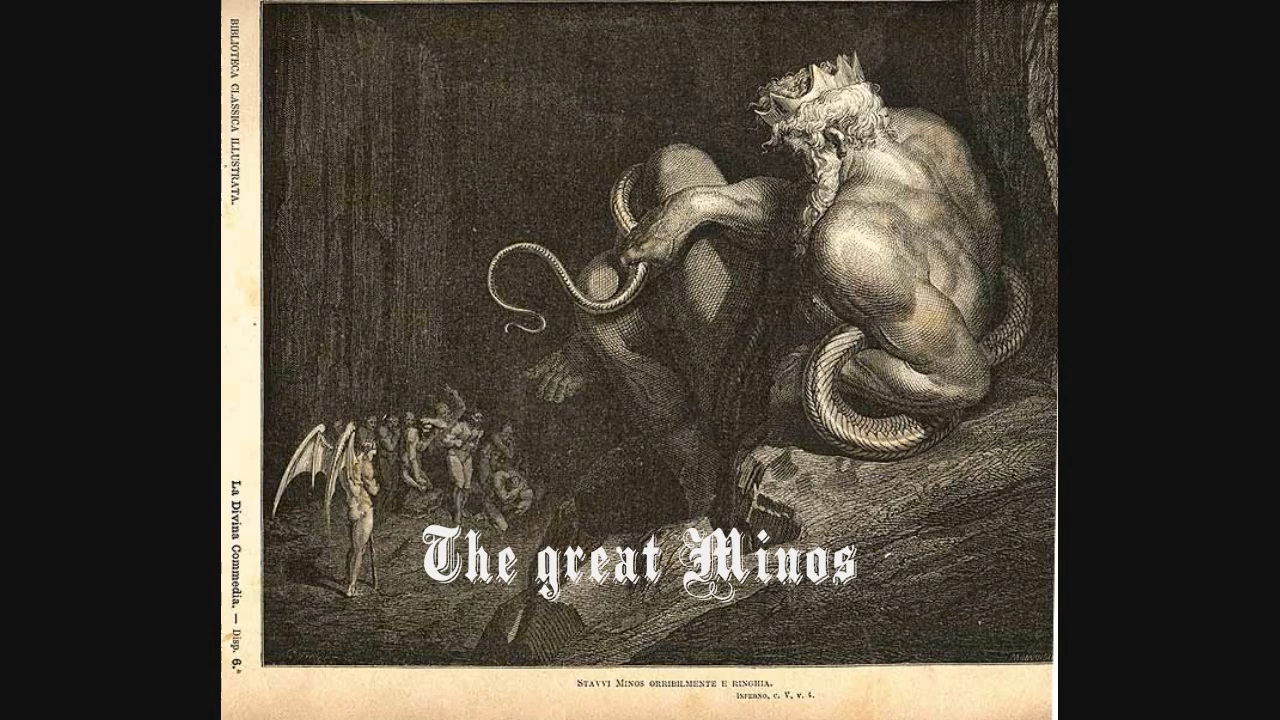 BIBLIOTECA CLASSICA ILLUSTRATA.
La Divina Commedia. — Disp. 6.ª
The great Minos
STAVVI MINOS ORRIBILMENTE E RINGHIA.
INFERNO, C. V, v. 4.